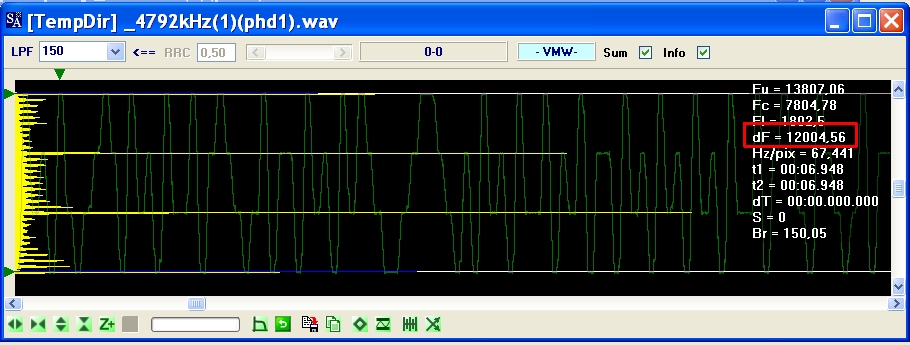 SA [TempDir] _4792kHz(1)(phd1).wav
LPF 150 <== RRC 0,50 0-0 -VMW- Sum Info
Fu = 13807,06
Fc = 7804,78
Fl = 1802,5
dF = 12004,56
Hz/pix = 67,441
t1 = 00:06.948
t2 = 00:06.948
dT = 00:00.000.000
S = 0
Br = 150,05
Z+